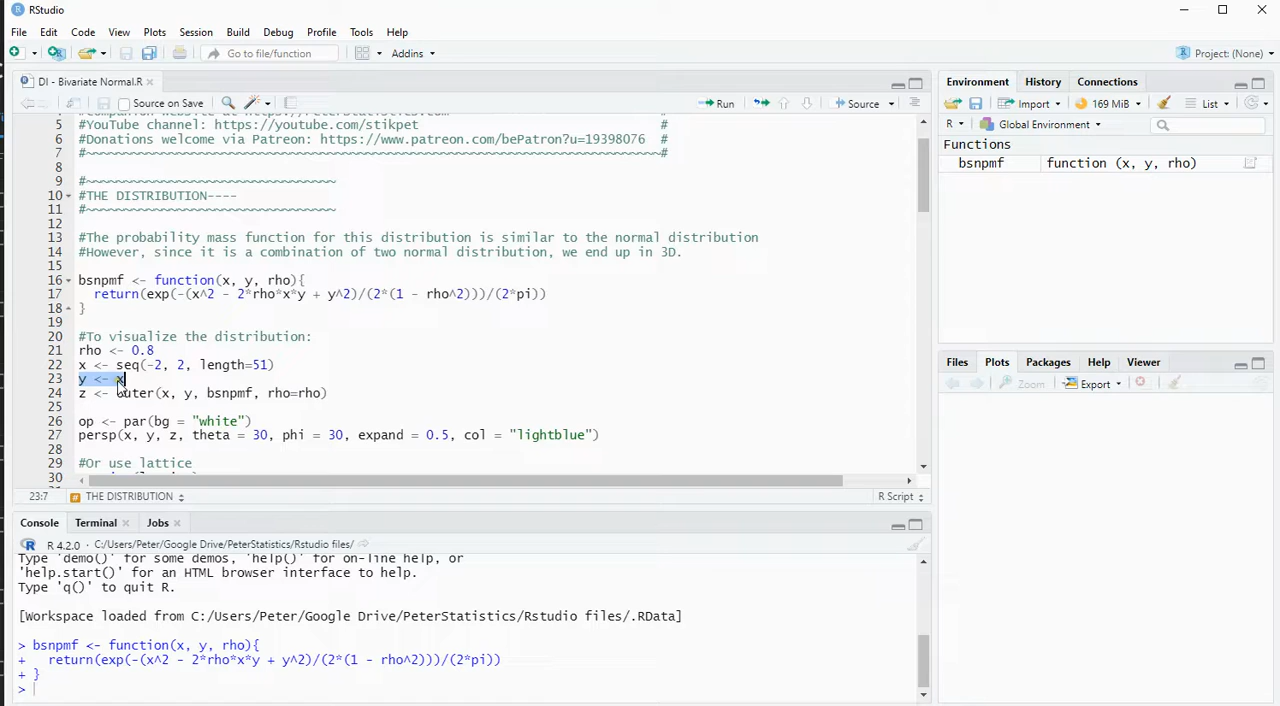 RStudio
File Edit Code View Plots Session Build Debug Profile Tools Help
Go to file/function Addins Project: (None)
DI - Bivariate Normal.R
Source on Save Run Source
5 #YouTube channel: https://youtube.com/stikpet #
6 #Donations welcome via Patreon: https://www.patreon.com/bePatron?u=19398076 #
7 #~~~~~~~~~~~~~~~~~~~~~~~~~~~~~~~~~~~~~~~~~~~~~~~~~~~~~~~~~~~~~~~~~~~~~~~~~~~~~#
8
9 #~~~~~~~~~~~~~~~~~~~~~~~~~~~~~~~~
10 #THE DISTRIBUTION----
11 #~~~~~~~~~~~~~~~~~~~~~~~~~~~~~~~~
12
13 #The probability mass function for this distribution is similar to the normal distribution
14 #However, since it is a combination of two normal distribution, we end up in 3D.
15
16 bsnpmf <- function(x, y, rho){
17 return(exp(-(x^2 - 2*rho*x*y + y^2)/(2*(1 - rho^2)))/(2*pi))
18 }
19
20 #To visualize the distribution:
21 rho <- 0.8
22 x <- seq(-2, 2, length=51)
23 y <- x
24 z <- outer(x, y, bsnpmf, rho=rho)
25
26 op <- par(bg = "white")
27 persp(x, y, z, theta = 30, phi = 30, expand = 0.5, col = "lightblue")
28
29 #Or use lattice
30
23:7 THE DISTRIBUTION R Script
Console Terminal Jobs
R 4.2.0 · C:/Users/Peter/Google Drive/PeterStatistics/Rstudio files/
Type 'demo()' for some demos, 'help()' for on-line help, or
'help.start()' for an HTML browser interface to help.
Type 'q()' to quit R.
[Workspace loaded from C:/Users/Peter/Google Drive/PeterStatistics/Rstudio files/.RData]
> bsnpmf <- function(x, y, rho){
+ return(exp(-(x^2 - 2*rho*x*y + y^2)/(2*(1 - rho^2)))/(2*pi))
+ }
>
Environment History Connections
Import 169 MiB List
R Global Environment
Functions
bsnpmf function (x, y, rho)
Files Plots Packages Help Viewer
Zoom Export